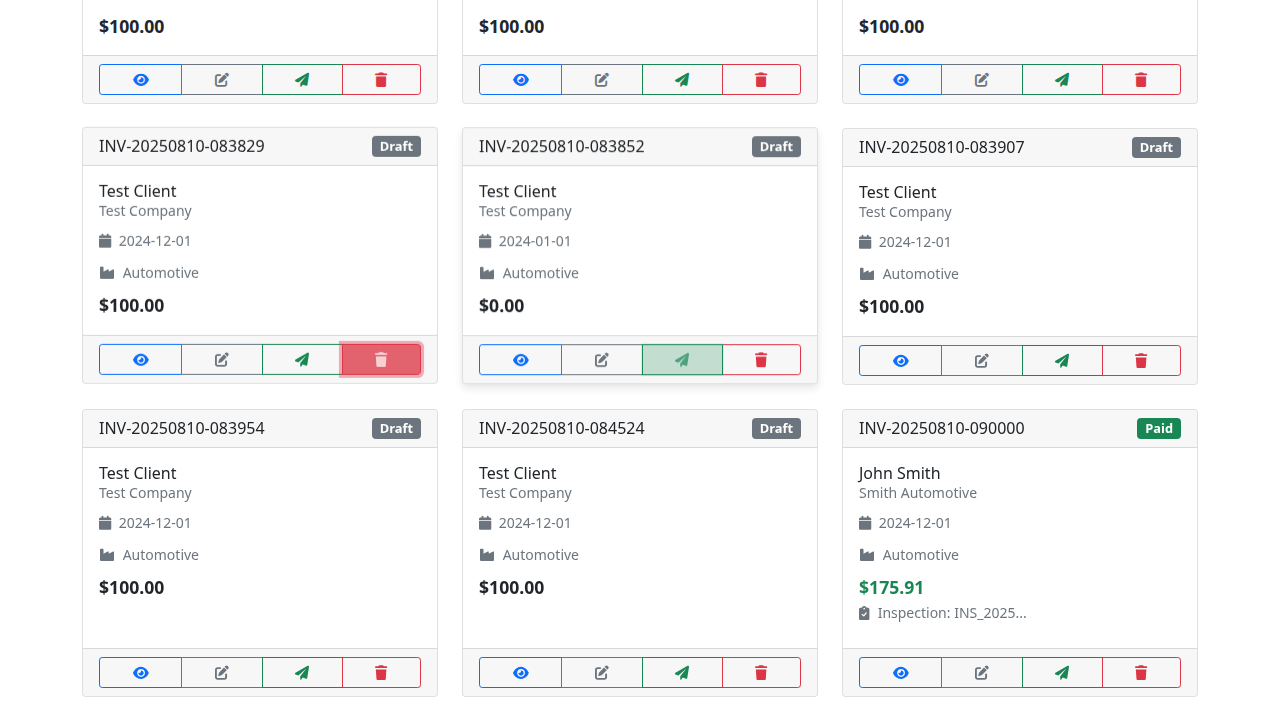 $100.00
$100.00
$100.00
INV-20250810-083829 Draft
Test Client
Test Company
2024-12-01
Automotive
$100.00
INV-20250810-083852 Draft
Test Client
Test Company
2024-01-01
Automotive
$0.00
INV-20250810-083907 Draft
Test Client
Test Company
2024-12-01
Automotive
$100.00
INV-20250810-083954 Draft
Test Client
Test Company
2024-12-01
Automotive
$100.00
INV-20250810-084524 Draft
Test Client
Test Company
2024-12-01
Automotive
$100.00
INV-20250810-090000 Paid
John Smith
Smith Automotive
2024-12-01
Automotive
$175.91
Inspection: INS_2025...